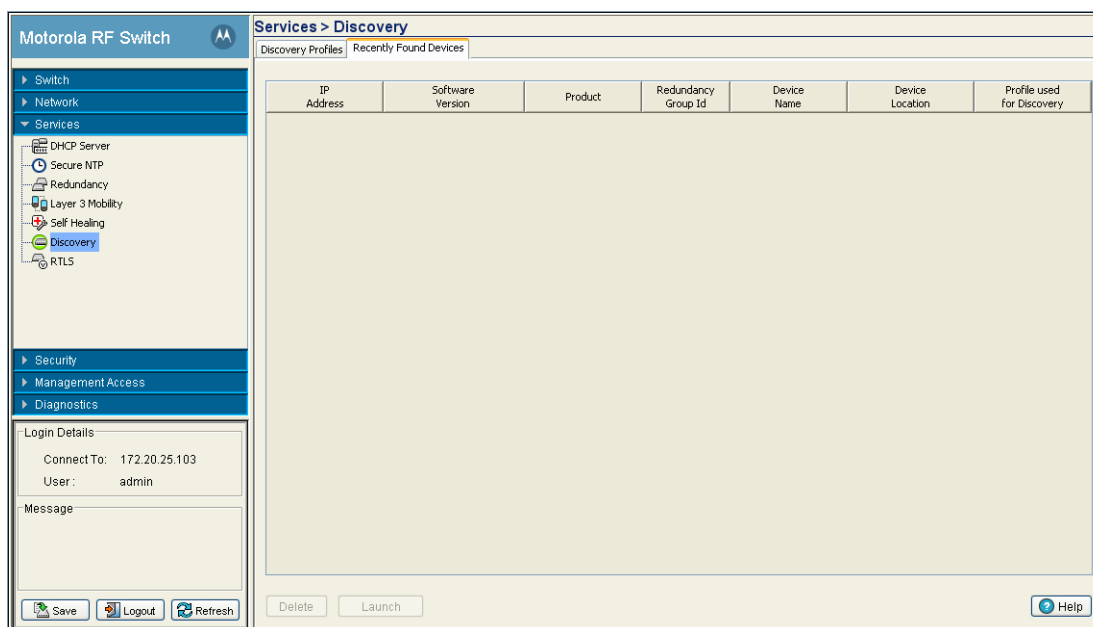 Motorola RF Switch
Switch
Network
Services
DHCP Server
Secure NTP
Redundancy
Layer 3 Mobility
Self Healing
Discovery
RTLS
Security
Management Access
Diagnostics
Login Details
Connect To: 172.20.25.103
User : admin
Message
Save Logout Refresh
Services > Discovery
Discovery Profiles Recently Found Devices
IP Address
Software Version
Product
Redundancy Group Id
Device Name
Device Location
Profile used for Discovery
Delete Launch
Help